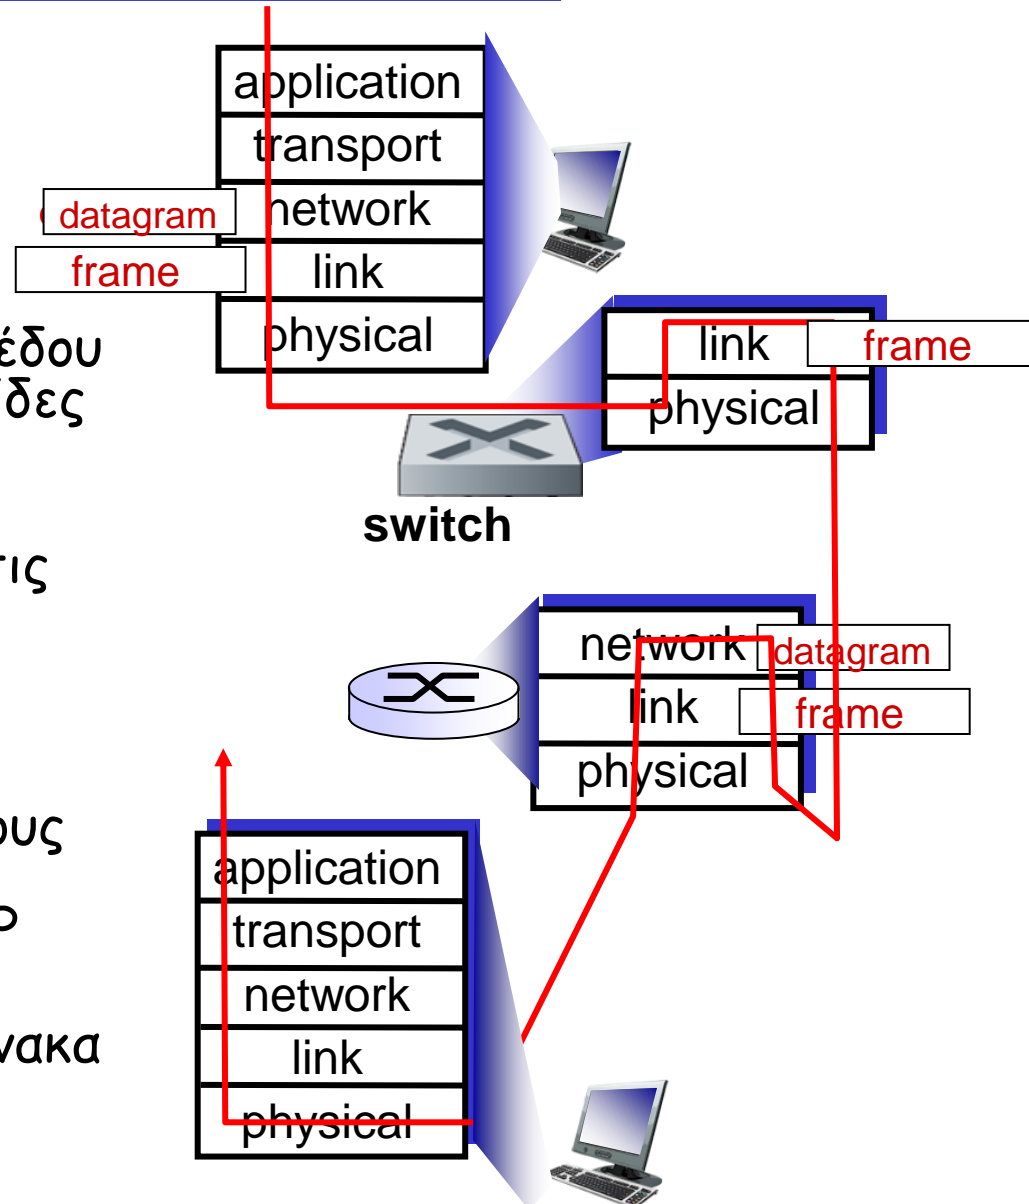 application
transport
datagram
network
frame
link
physical
link
frame
physical
switch
network
datagram
link
frame
physical
application
transport
network
link
physical